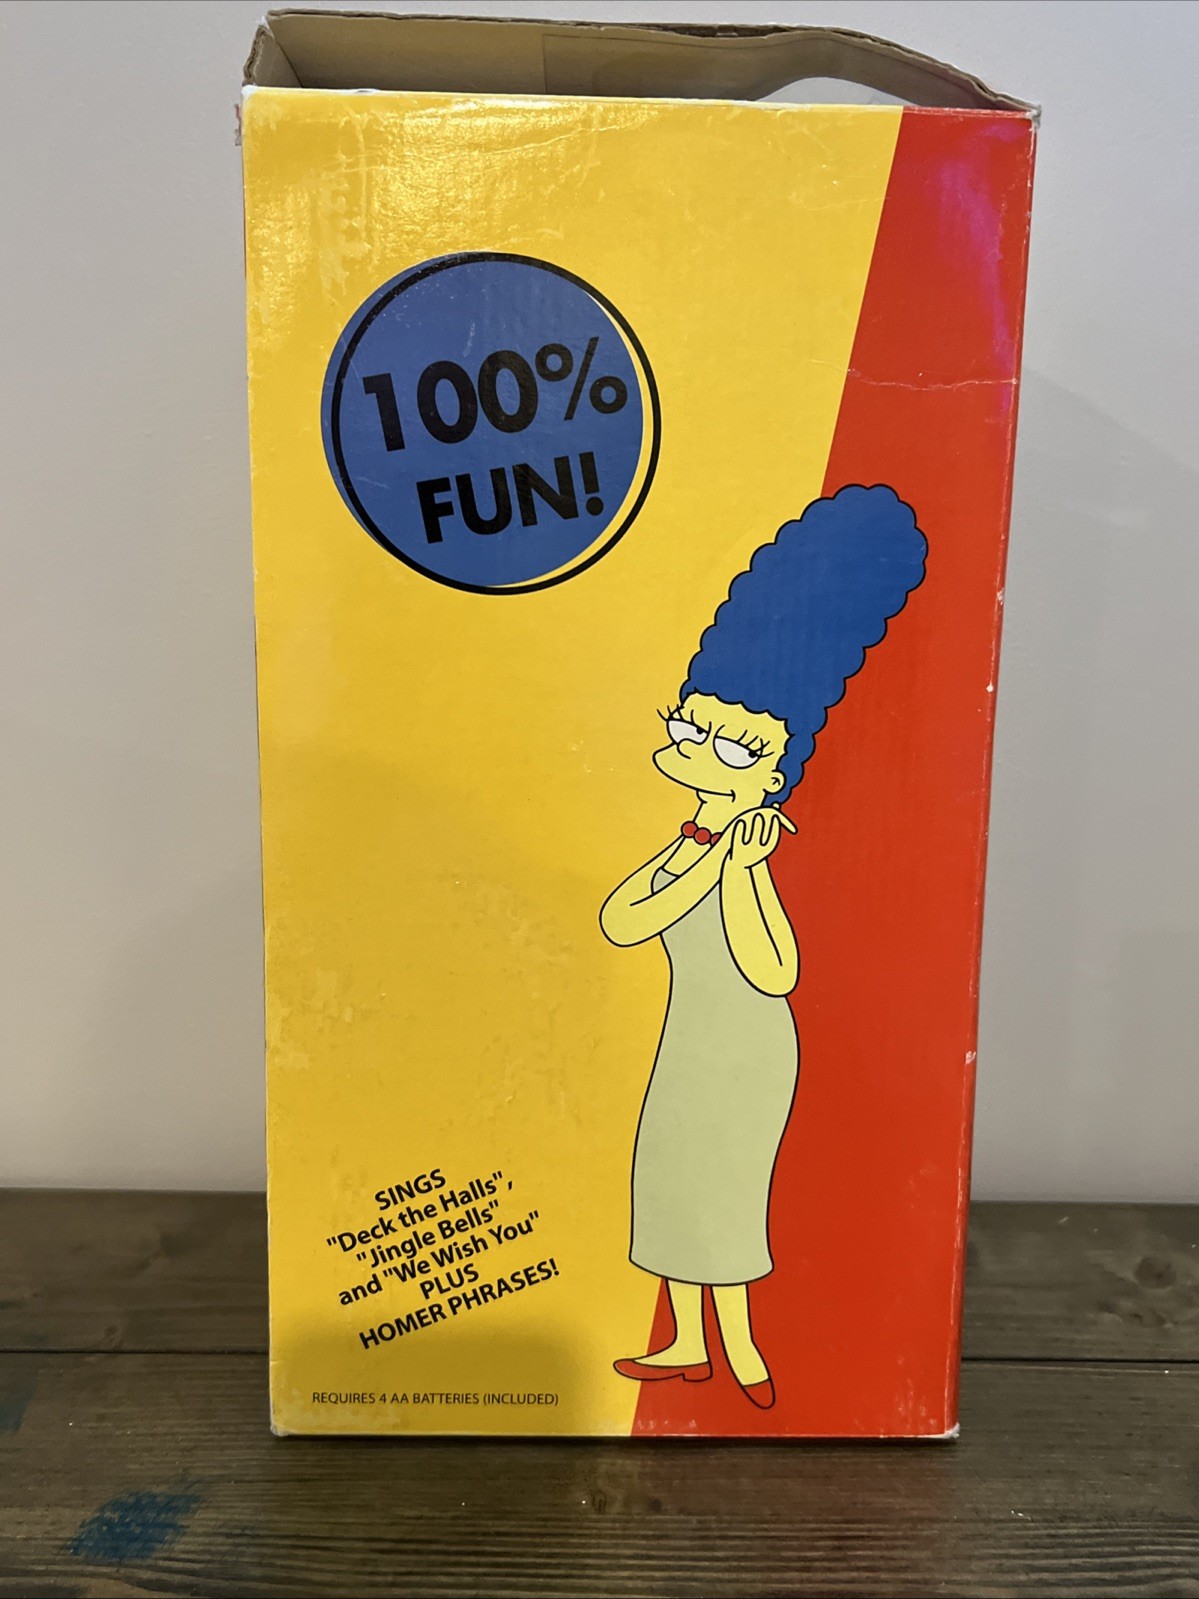 100%
FUN!
SINGS
"Deck the Halls",
"Jingle Bells"
and "We Wish You"
PLUS
HOMER PHRASES!
REQUIRES 4 AA BATTERIES (INCLUDED)